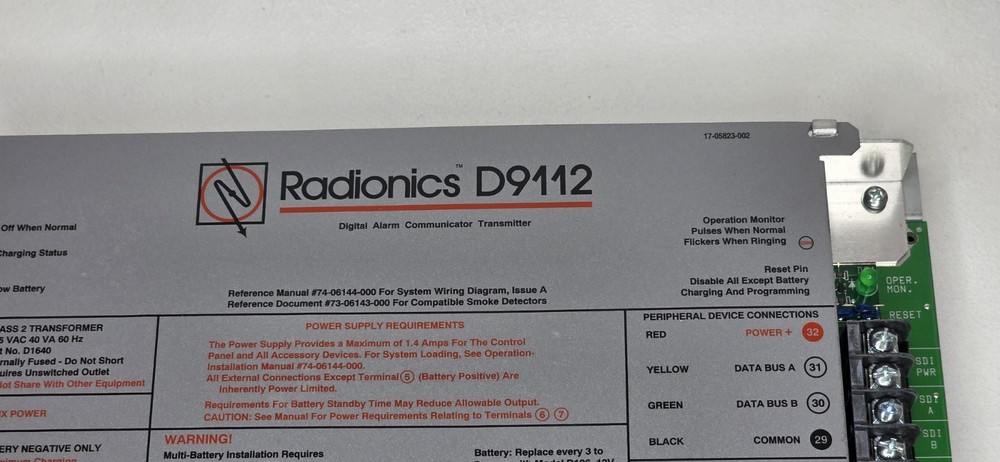 17-05823-002
Radionics™ D9112
Digital Alarm Communicator Transmitter
Off When Normal
Charging Status
ow Battery
Operation Monitor
Pulses When Normal
Flickers When Ringing
Reset Pin
Disable All Except Battery
Charging And Programming
OPER.
MON.
RESET
Reference Manual #74-06144-000 For System Wiring Diagram, Issue A
Reference Document #73-06143-000 For Compatible Smoke Detectors
ASS 2 TRANSFORMER
5 VAC 40 VA 60 Hz
t No. D1640
rnally Fused - Do Not Short
uires Unswitched Outlet
Not Share With Other Equipment
UX POWER
ERY NEGATIVE ONLY
Maximum Charging
POWER SUPPLY REQUIREMENTS
The Power Supply Provides a Maximum of 1.4 Amps For The Control
Panel and All Accessory Devices. For System Loading, See Operation-
Installation Manual #74-06144-000.
All External Connections Except Terminal 5 (Battery Positive) Are
Inherently Power Limited.
Requirements For Battery Standby Time May Reduce Allowable Output.
CAUTION: See Manual For Power Requirements Relating to Terminals 6 7
WARNING!
Multi-Battery Installation Requires
Battery: Replace every 3 to
PERIPHERAL DEVICE CONNECTIONS
RED POWER + 32
YELLOW DATA BUS A 31
GREEN DATA BUS B 30
BLACK COMMON 29
SDI
PWR
SDI
A
SDI
B